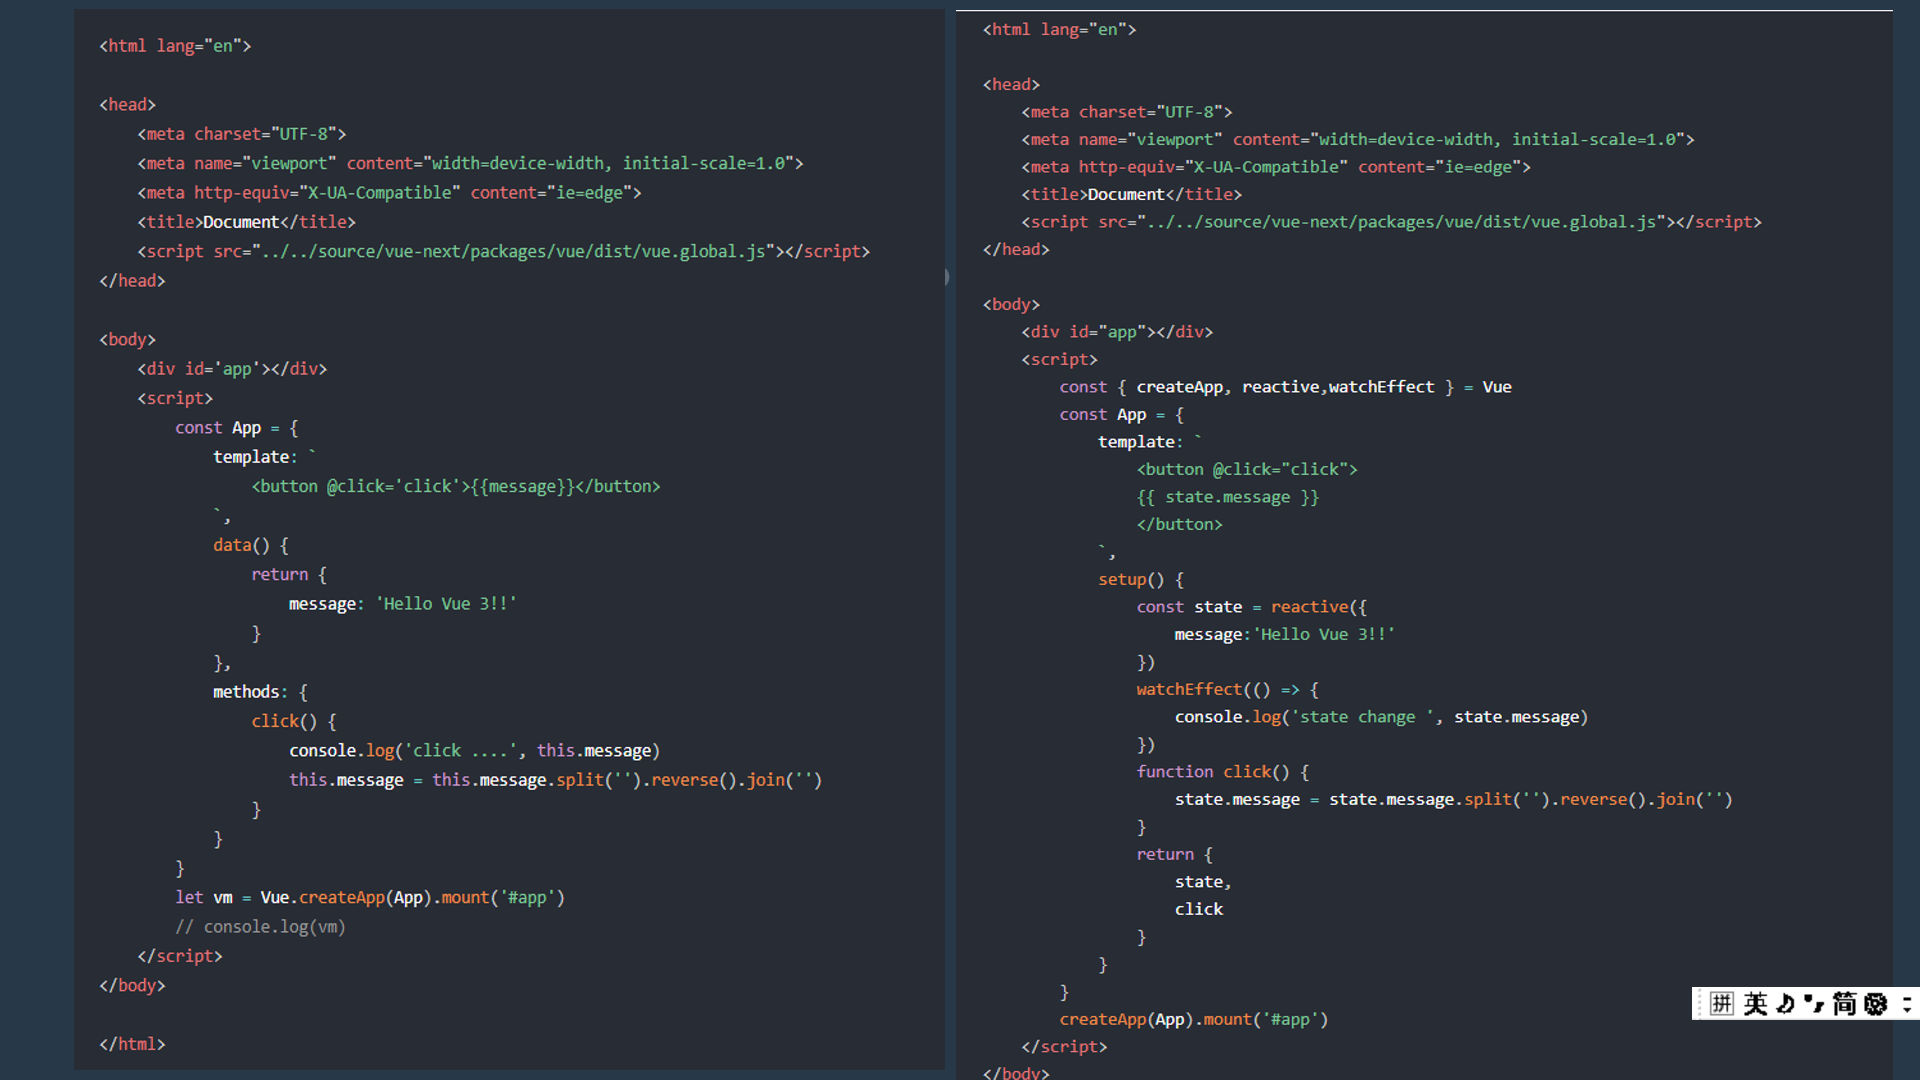 <html lang="en">
<head>
<meta charset="UTF-8">
<meta name="viewport" content="width=device-width, initial-scale=1.0">
<meta http-equiv="X-UA-Compatible" content="ie=edge">
<title>Document</title>
<script src="../../source/vue-next/packages/vue/dist/vue.global.js"></script>
</head>
<body>
<div id='app'></div>
<script>
const App = {
template: `
<button @click='click'>{{message}}</button>
`,
data() {
return {
message: 'Hello Vue 3!!'
}
},
methods: {
click() {
console.log('click ....', this.message)
this.message = this.message.split('').reverse().join('')
}
}
}
let vm = Vue.createApp(App).mount('#app')
// console.log(vm)
</script>
</body>
</html>
<html lang="en">
<head>
<meta charset="UTF-8">
<meta name="viewport" content="width=device-width, initial-scale=1.0">
<meta http-equiv="X-UA-Compatible" content="ie=edge">
<title>Document</title>
<script src="../../source/vue-next/packages/vue/dist/vue.global.js"></script>
</head>
<body>
<div id="app"></div>
<script>
const { createApp, reactive,watchEffect } = Vue
const App = {
template: `
<button @click="click">
{{ state.message }}
</button>
`,
setup() {
const state = reactive({
message:'Hello Vue 3!!'
})
watchEffect(() => {
console.log('state change ', state.message)
})
function click() {
state.message = state.message.split('').reverse().join('')
}
return {
state,
click
}
}
}
createApp(App).mount('#app')
</script>
</body>
拼 英 简